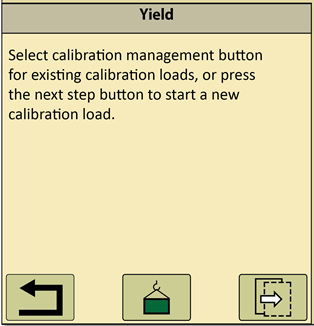 Yield
Select calibration management button
for existing calibration loads, or press
the next step button to start a new
calibration load.